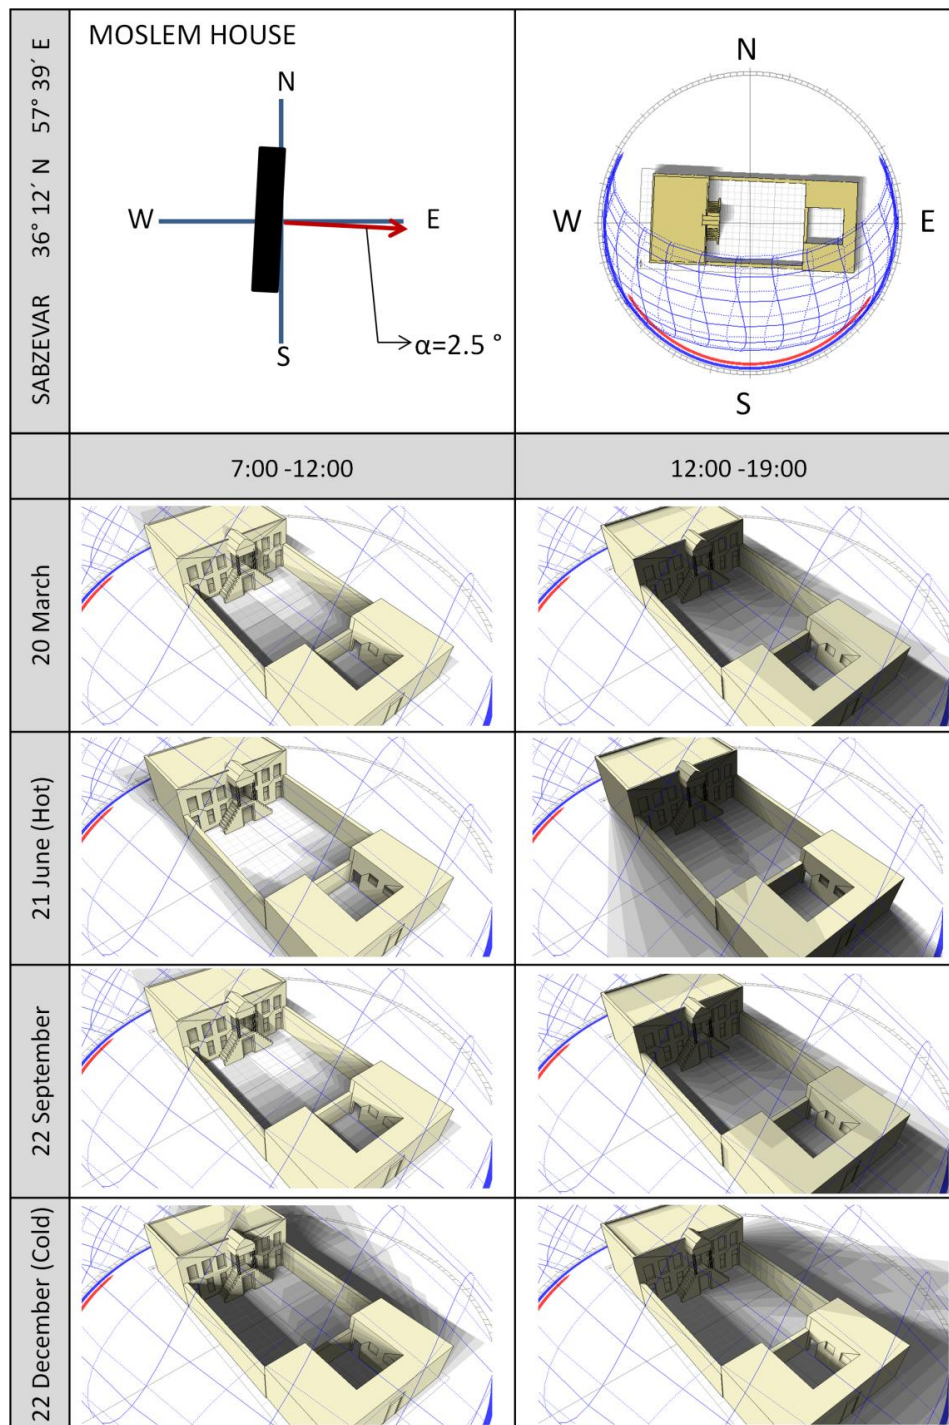 SABZEVAR 36° 12´ N 57° 39´ E
MOSLEM HOUSE
N
W
E
S
α=2.5 °
N
W
E
S
7:00 -12:00
12:00 -19:00
20 March
21 June (Hot)
22 September
22 December (Cold)